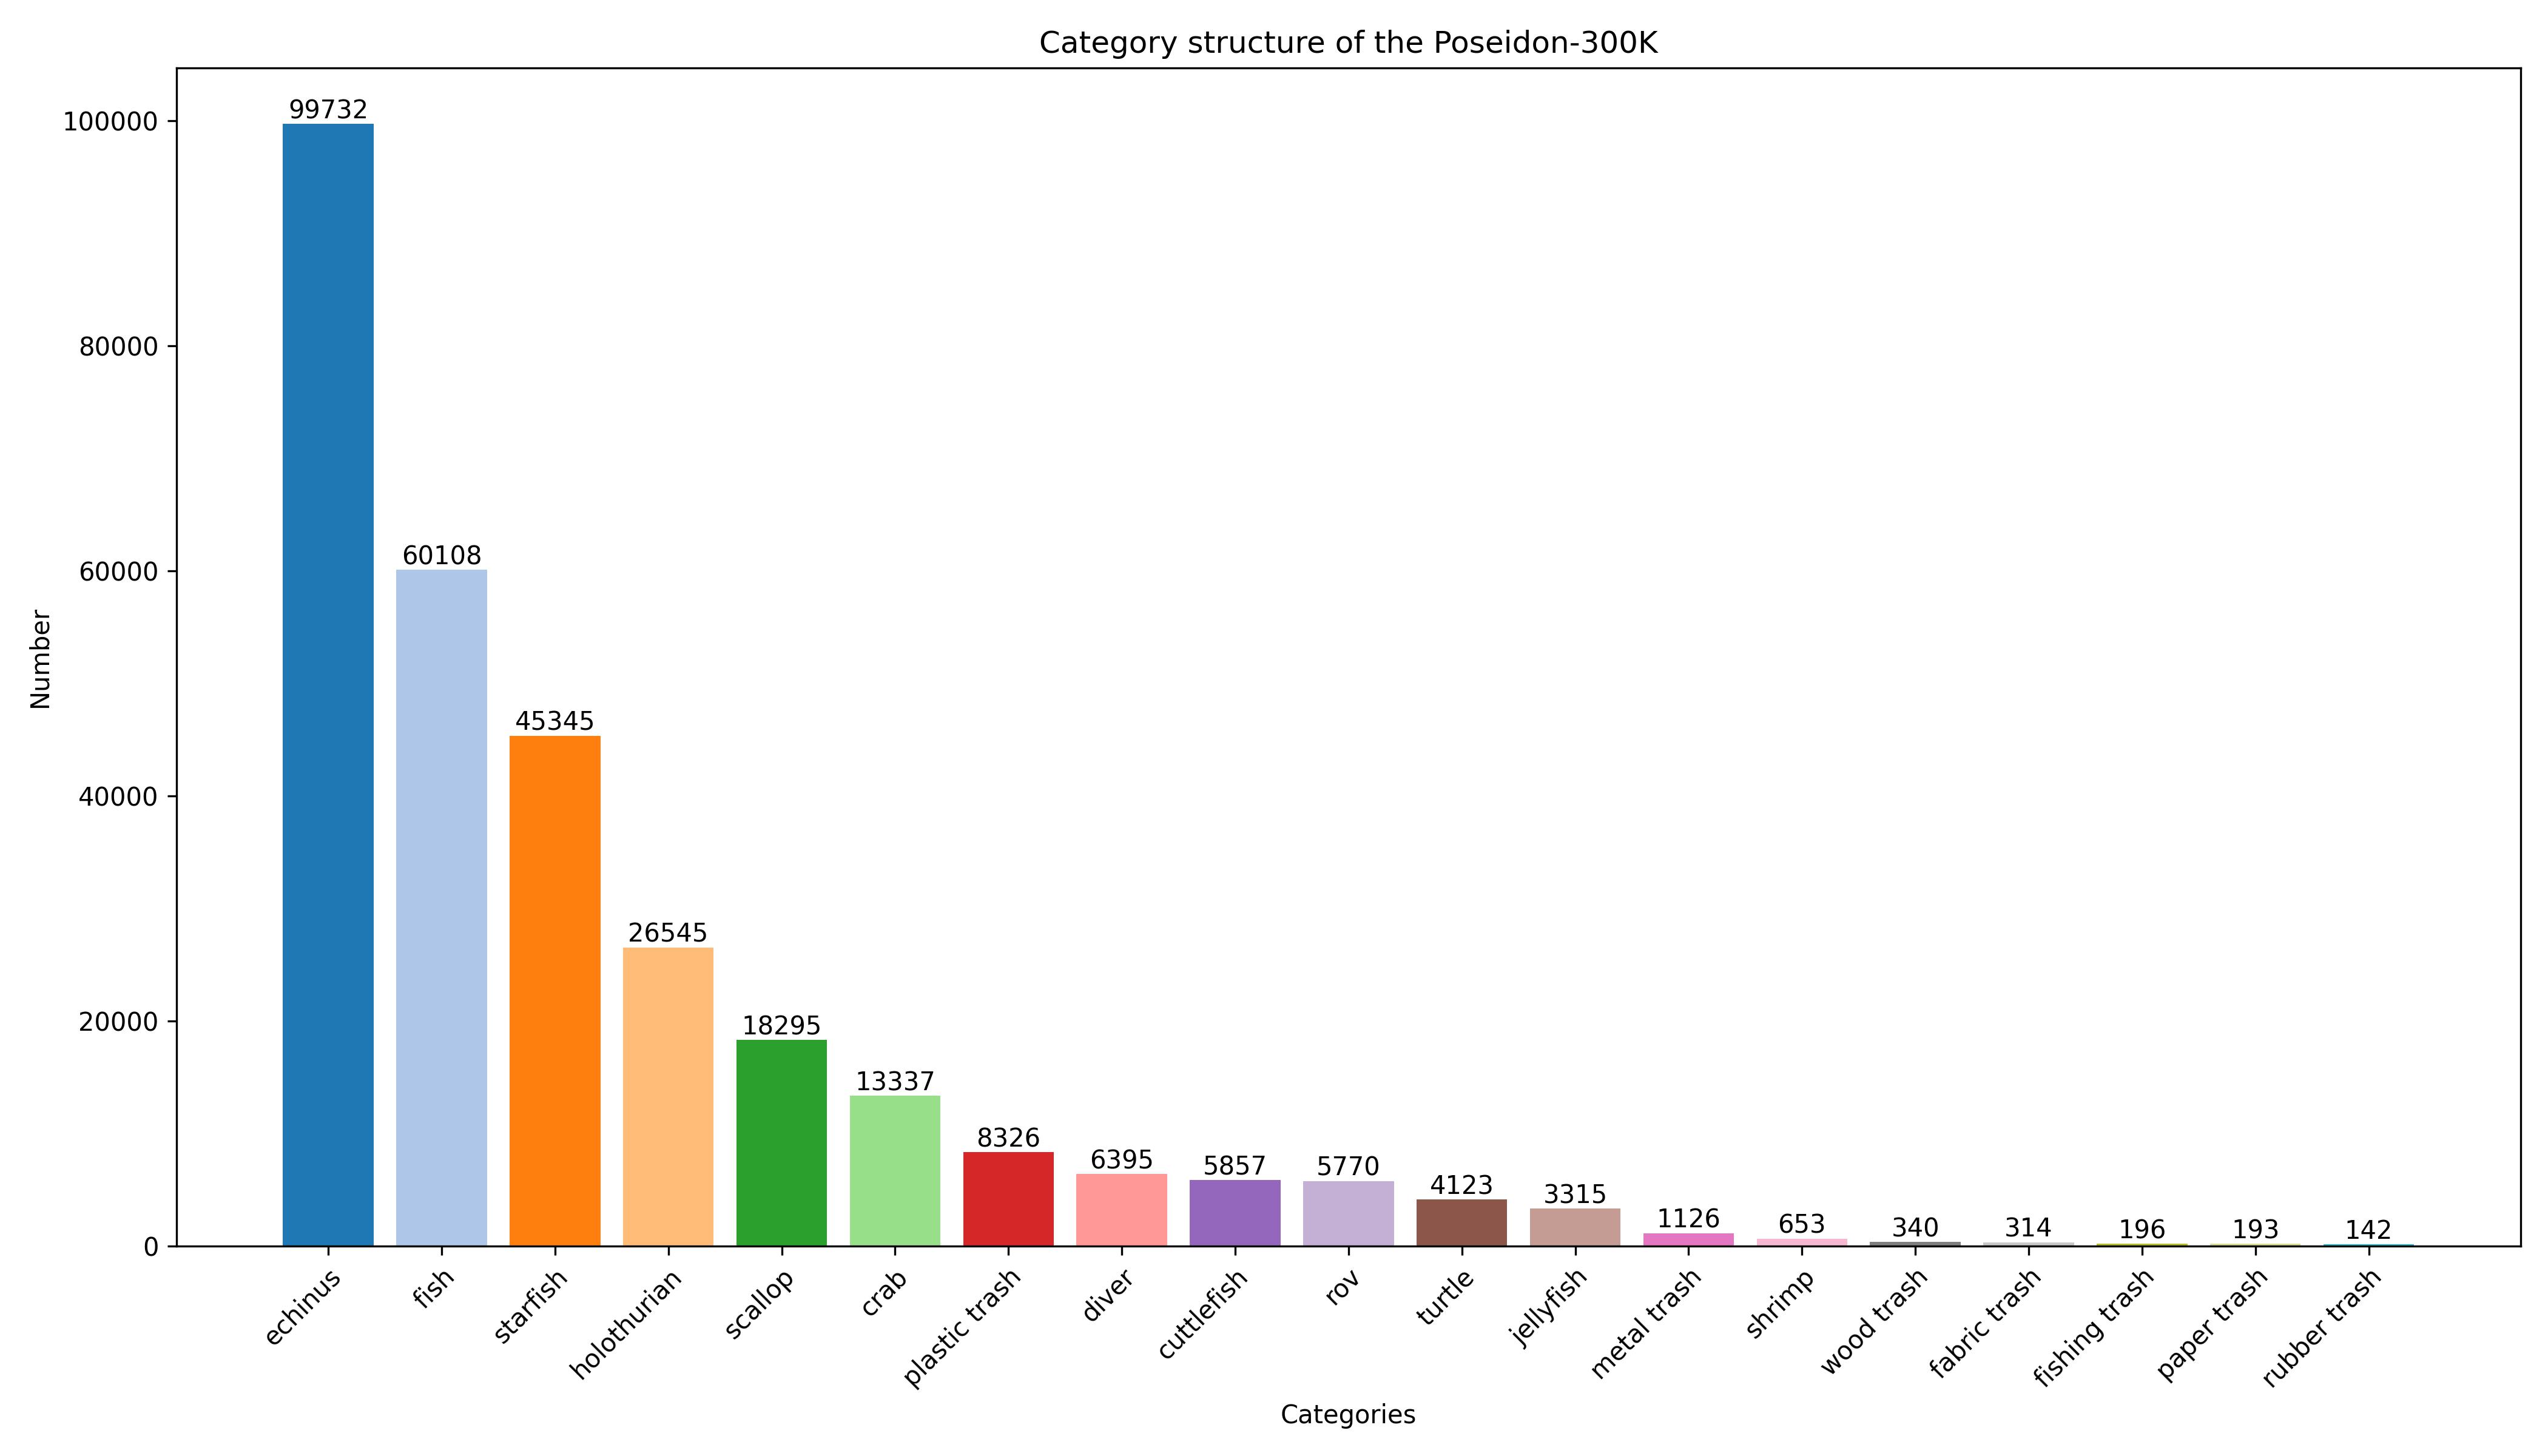 Category structure of the Poseidon-300K
Number
100000
80000
60000
40000
20000
0
99732
60108
45345
26545
18295
13337
8326
6395
5857
5770
4123
3315
1126
653
340
314
196
193
142
echinus
fish
starfish
holothurian
scallop
crab
plastic trash
diver
cuttlefish
rov
turtle
jellyfish
metal trash
shrimp
wood trash
fabric trash
fishing trash
paper trash
rubber trash
Categories